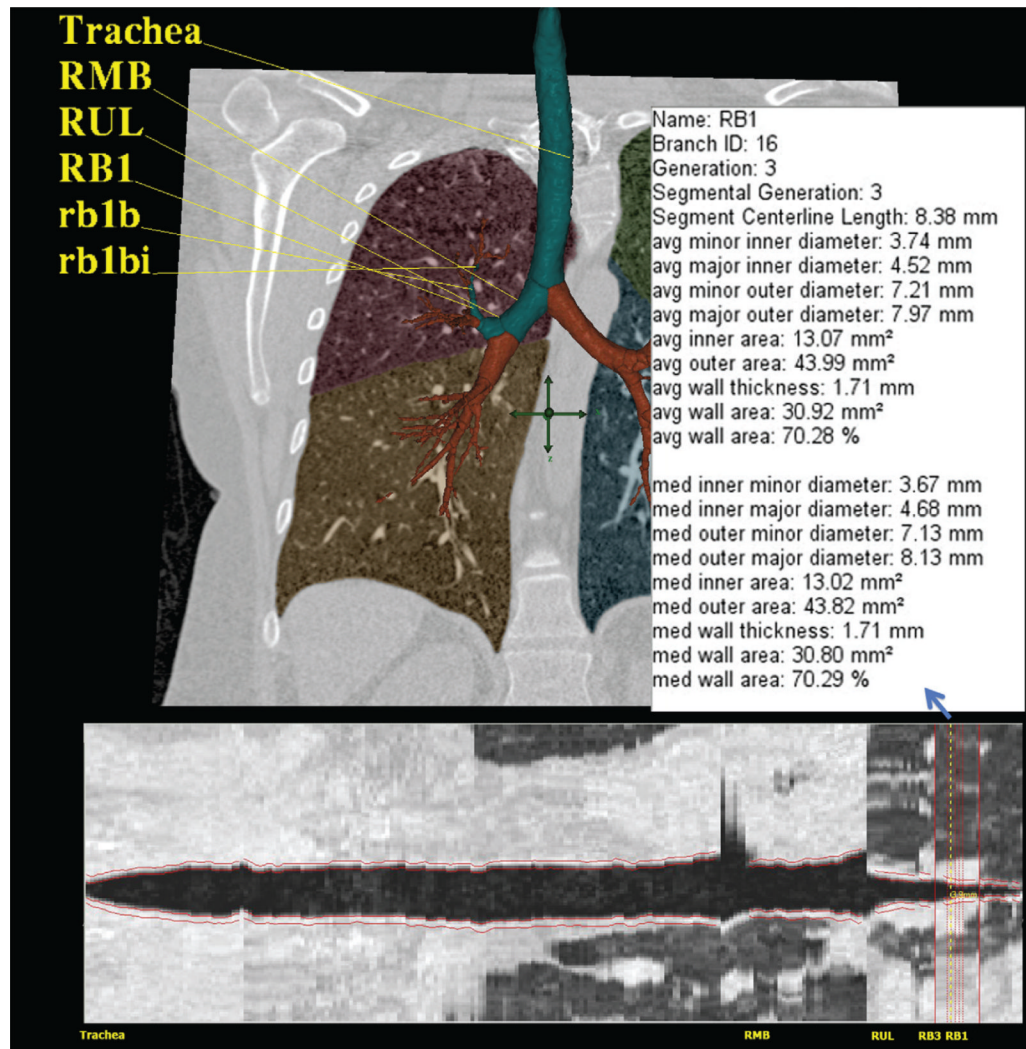 Trachea
RMB
RUL
RB1
rb1b
rb1bi
Name: RB1
Branch ID: 16
Generation: 3
Segmental Generation: 3
Segment Centerline Length: 8.38 mm
avg minor inner diameter: 3.74 mm
avg major inner diameter: 4.52 mm
avg minor outer diameter: 7.21 mm
avg major outer diameter: 7.97 mm
avg inner area: 13.07 mm²
avg outer area: 43.99 mm²
avg wall thickness: 1.71 mm
avg wall area: 30.92 mm²
avg wall area: 70.28 %
med inner minor diameter: 3.67 mm
med inner major diameter: 4.68 mm
med outer minor diameter: 7.13 mm
med outer major diameter: 8.13 mm
med inner area: 13.02 mm²
med outer area: 43.82 mm²
med wall thickness: 1.71 mm
med wall area: 30.80 mm²
med wall area: 70.29 %
z
Trachea RMB RUL RB3 RB1